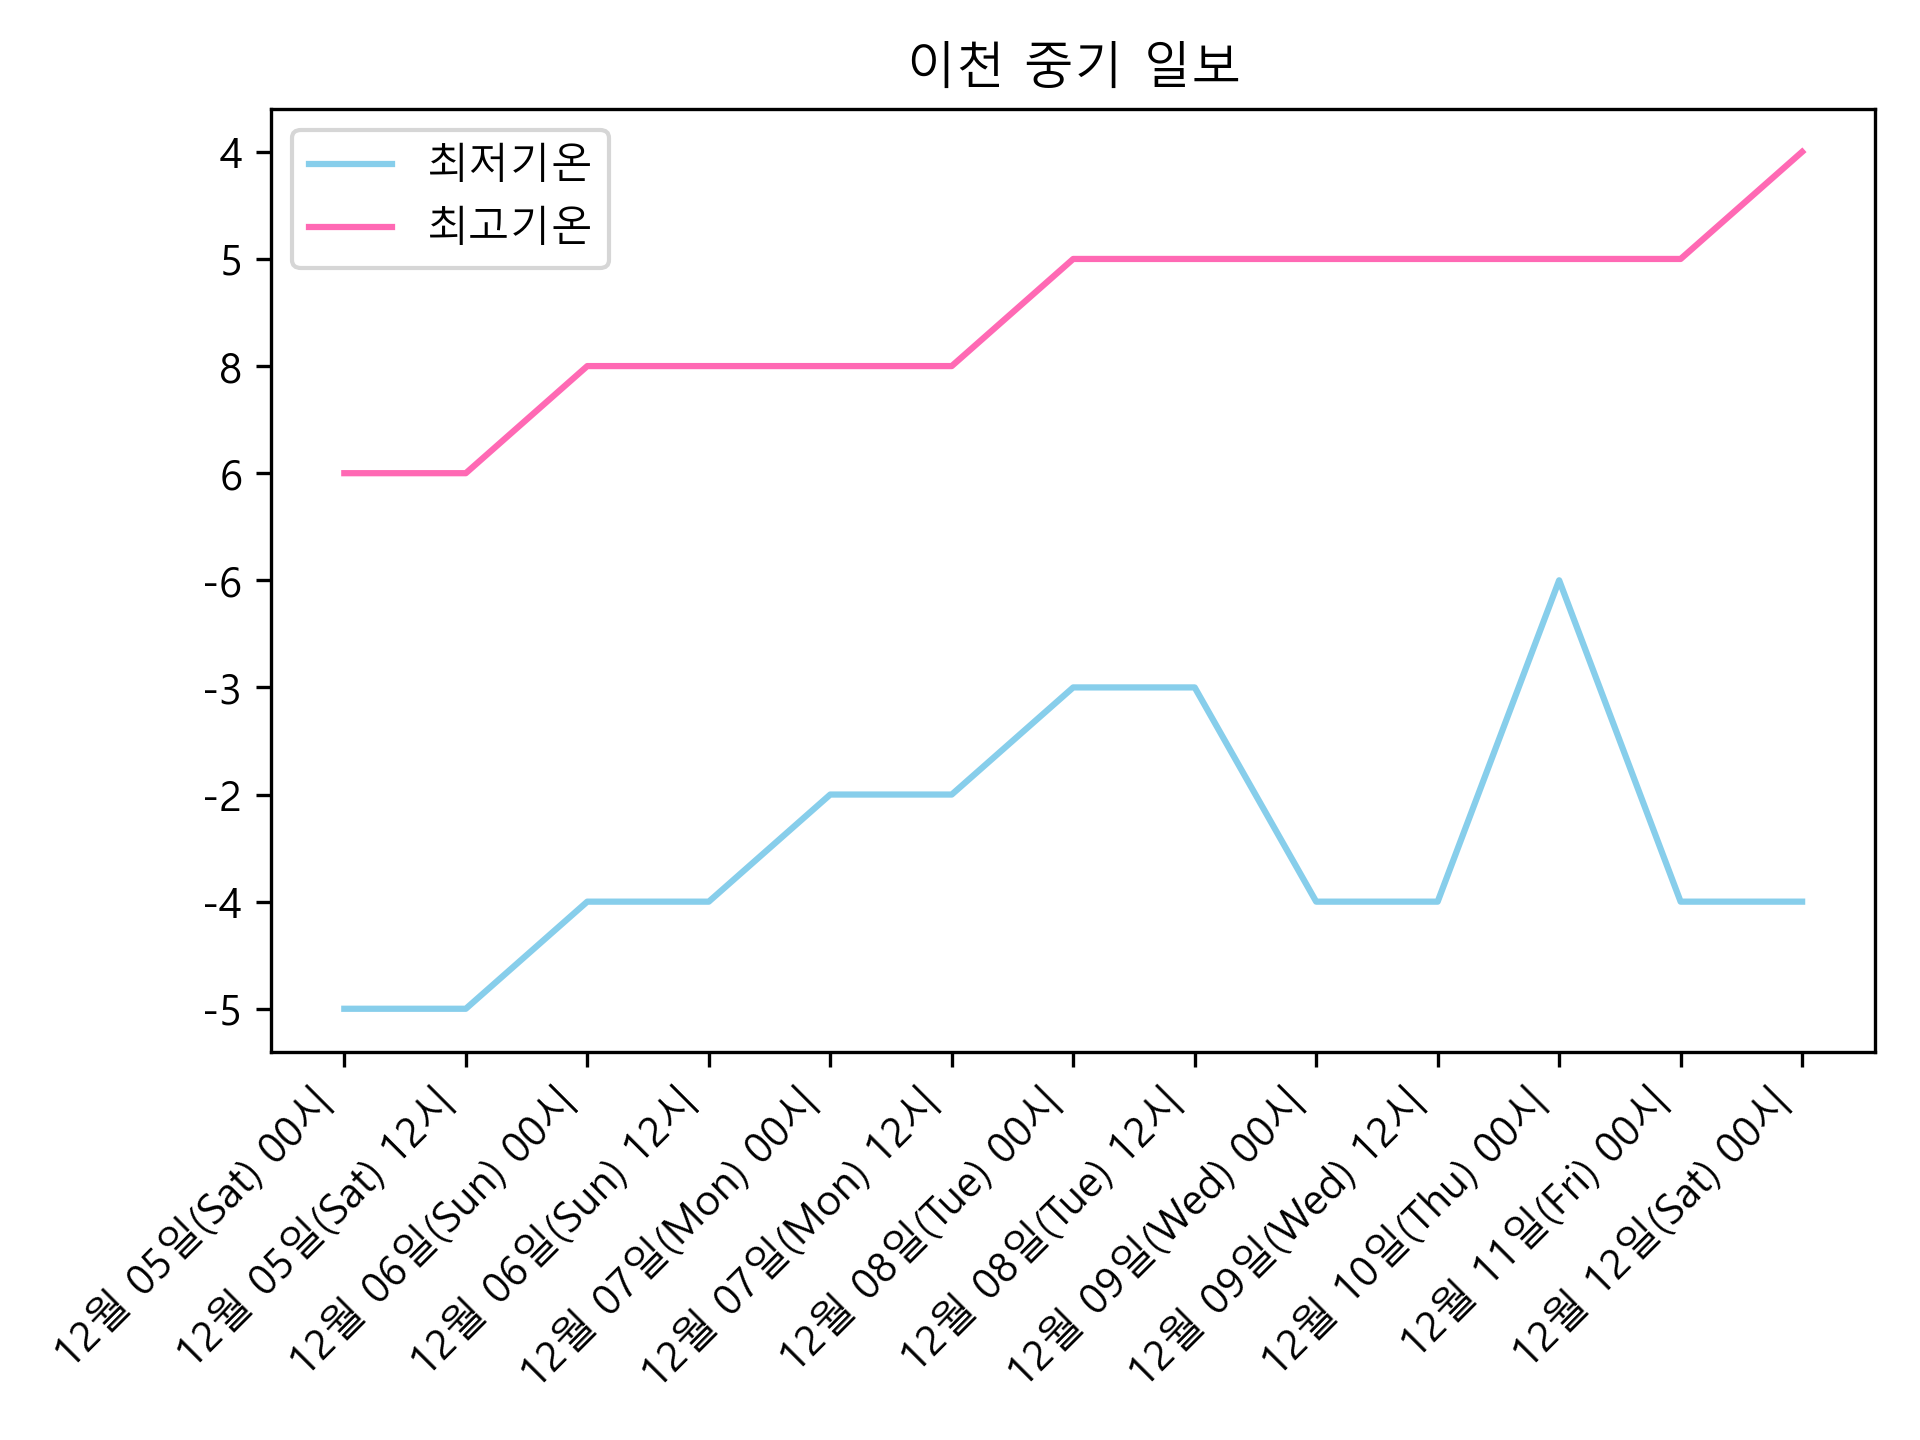 이천 중기 일보
최저기온
최고기온
4
5
8
6
-6
-3
-2
-4
-5
12월 05일(Sat) 00시
12월 05일(Sat) 12시
12월 06일(Sun) 00시
12월 06일(Sun) 12시
12월 07일(Mon) 00시
12월 07일(Mon) 12시
12월 08일(Tue) 00시
12월 08일(Tue) 12시
12월 09일(Wed) 00시
12월 09일(Wed) 12시
12월 10일(Thu) 00시
12월 11일(Fri) 00시
12월 12일(Sat) 00시